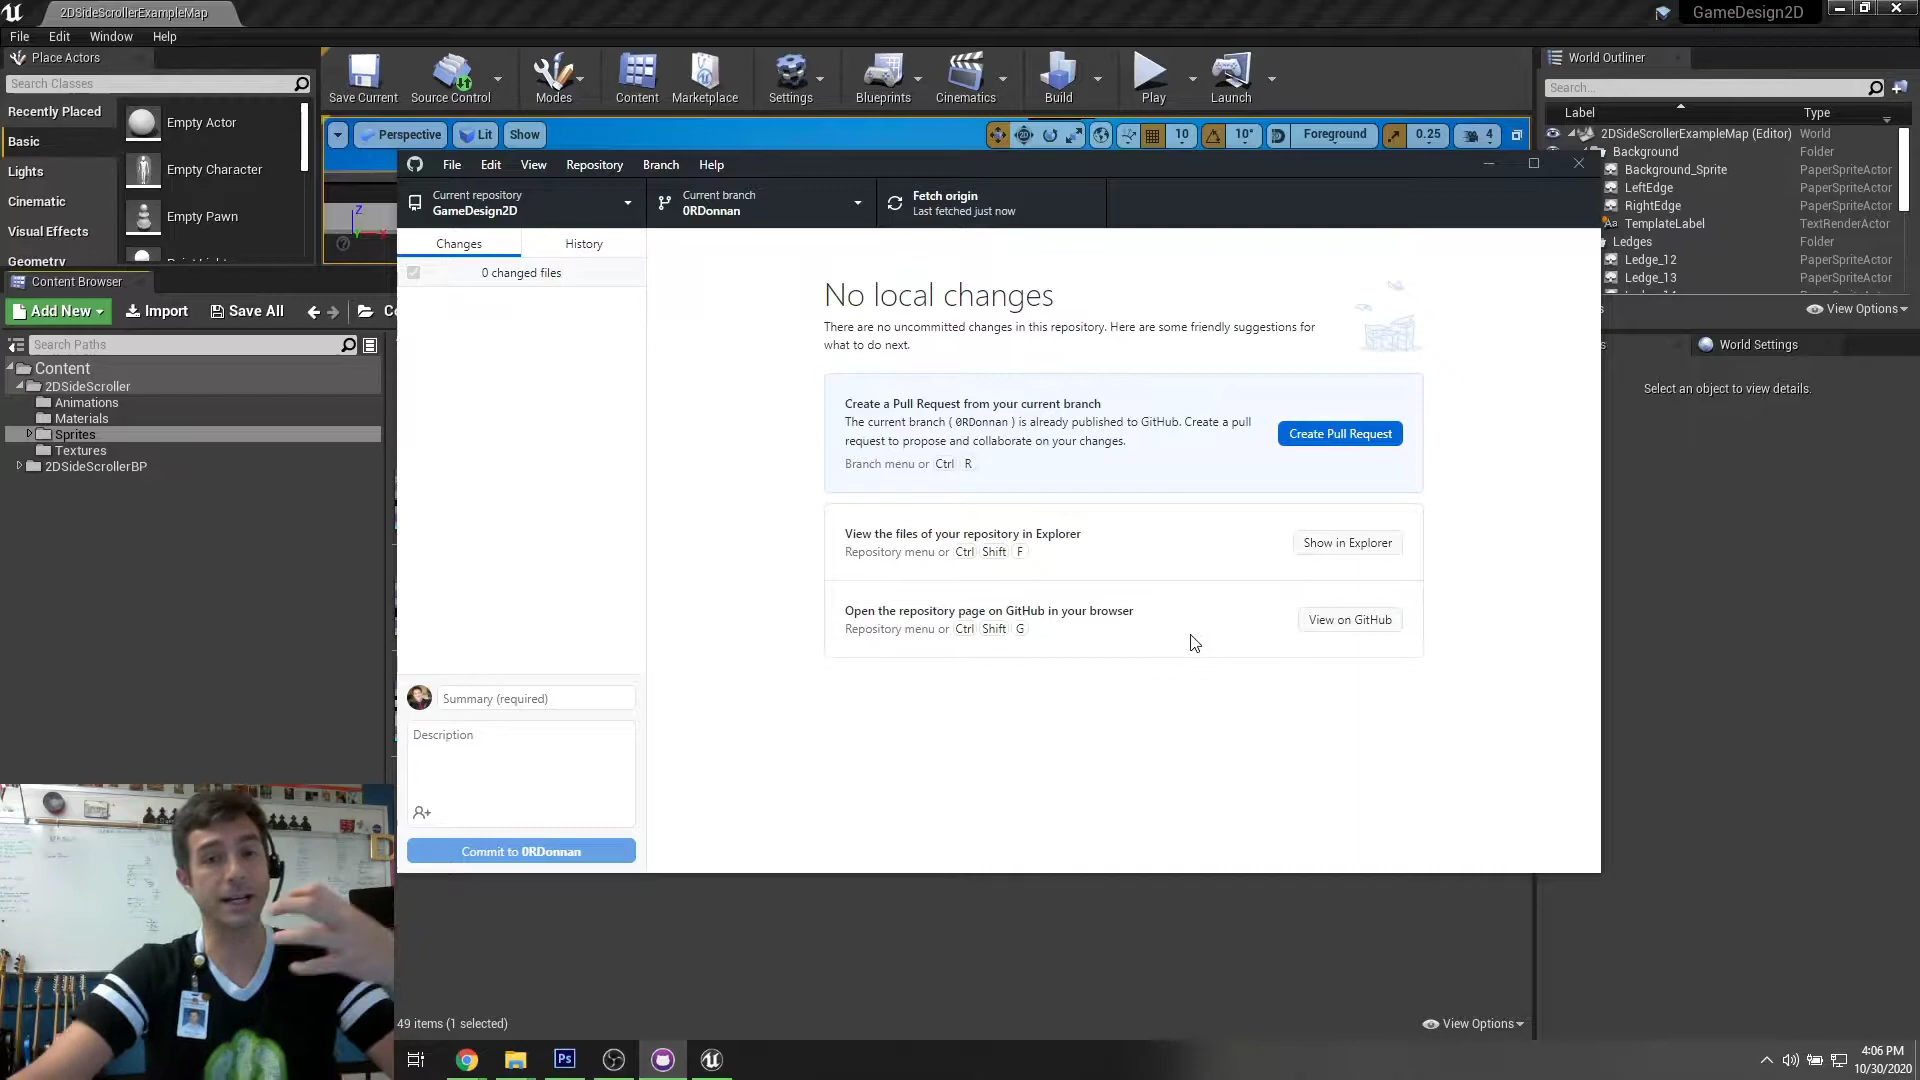 2DSideScrollerExampleMap
GameDesign2D
File Edit Window Help
Place Actors
Search Classes
Recently Placed
Basic
Lights
Cinematic
Visual Effects
Geometry
Empty Actor
Empty Character
Empty Pawn
Save Current
Source Control
Modes
Content
Marketplace
Settings
Blueprints
Cinematics
Build
Play
Launch
Perspective
Lit
Show
10
10°
Foreground
0.25
4
World Outliner
Search...
Label Type
2DSideScrollerExampleMap (Editor) World
Background Folder
Background_Sprite PaperSpriteActor
LeftEdge PaperSpriteActor
RightEdge PaperSpriteActor
TemplateLabel TextRenderActor
Ledges Folder
Ledge_12 PaperSpriteActor
Ledge_13 PaperSpriteActor
View Options
World Settings
Select an object to view details.
Content Browser
Add New
Import
Save All
Search Paths
Content
2DSideScroller
Animations
Materials
Sprites
Textures
2DSideScrollerBP
File Edit View Repository Branch Help
Current repository
GameDesign2D
Current branch
0RDonnan
Fetch origin
Last fetched just now
Changes
History
0 changed files
No local changes
There are no uncommitted changes in this repository. Here are some friendly suggestions for
what to do next.
Create a Pull Request from your current branch
The current branch ( 0RDonnan ) is already published to GitHub. Create a pull
request to propose and collaborate on your changes.
Branch menu or Ctrl R
Create Pull Request
View the files of your repository in Explorer
Repository menu or Ctrl Shift F
Show in Explorer
Open the repository page on GitHub in your browser
Repository menu or Ctrl Shift G
View on GitHub
Summary (required)
Description
Commit to 0RDonnan
49 items (1 selected)
View Options
Ps
4:06 PM
10/30/2020